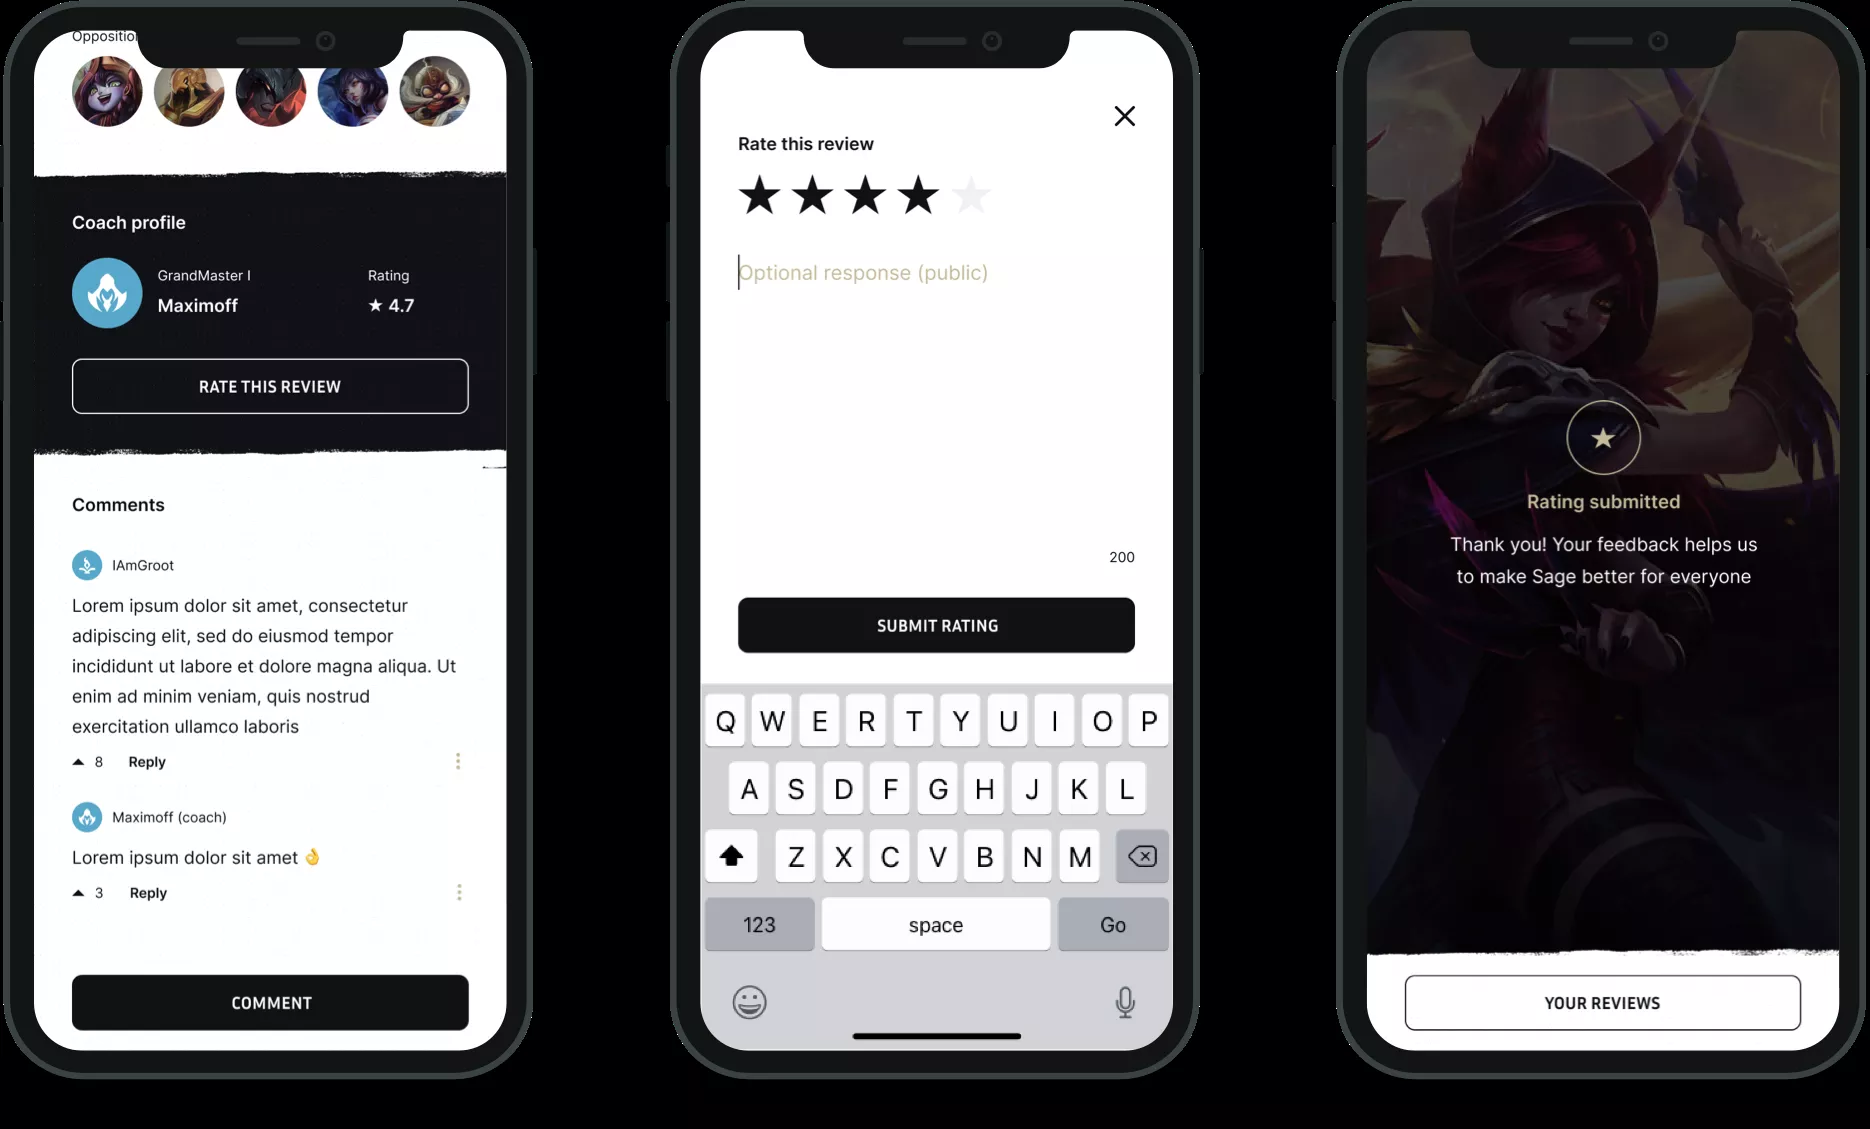 Opposition
Coach profile
GrandMaster I
Rating
Maximoff
★ 4.7
RATE THIS REVIEW
Comments
IAmGroot
Lorem ipsum dolor sit amet, consectetur
adipiscing elit, sed do eiusmod tempor
incididunt ut labore et dolore magna aliqua. Ut
enim ad minim veniam, quis nostrud
exercitation ullamco laboris
8 Reply
Maximoff (coach)
Lorem ipsum dolor sit amet 👌
3 Reply
COMMENT
Rate this review
Optional response (public)
200
SUBMIT RATING
Q W E R T Y U I O P
A S D F G H J K L
Z X C V B N M
123 space Go
Rating submitted
Thank you! Your feedback helps us
to make Sage better for everyone
YOUR REVIEWS